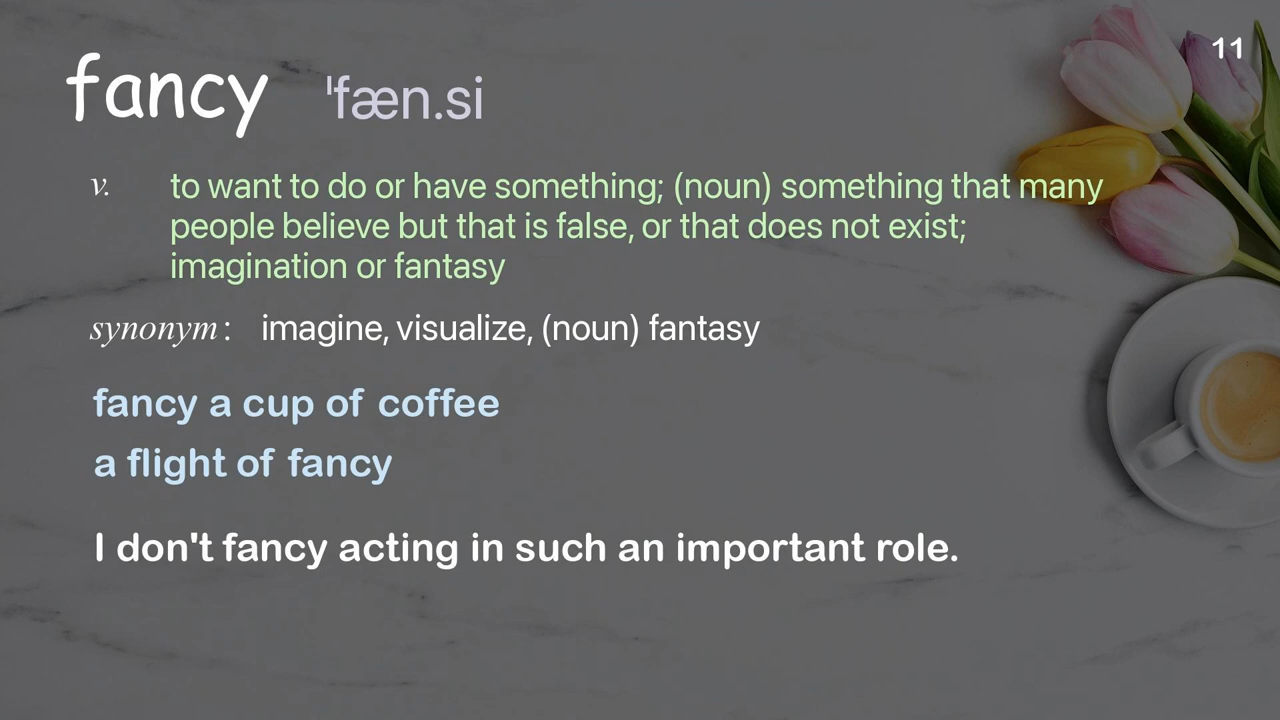 11
fancy ˈfæn.si
v. to want to do or have something; (noun) something that many
people believe but that is false, or that does not exist;
imagination or fantasy
synonym: imagine, visualize, (noun) fantasy
fancy a cup of coffee
a flight of fancy
I don't fancy acting in such an important role.